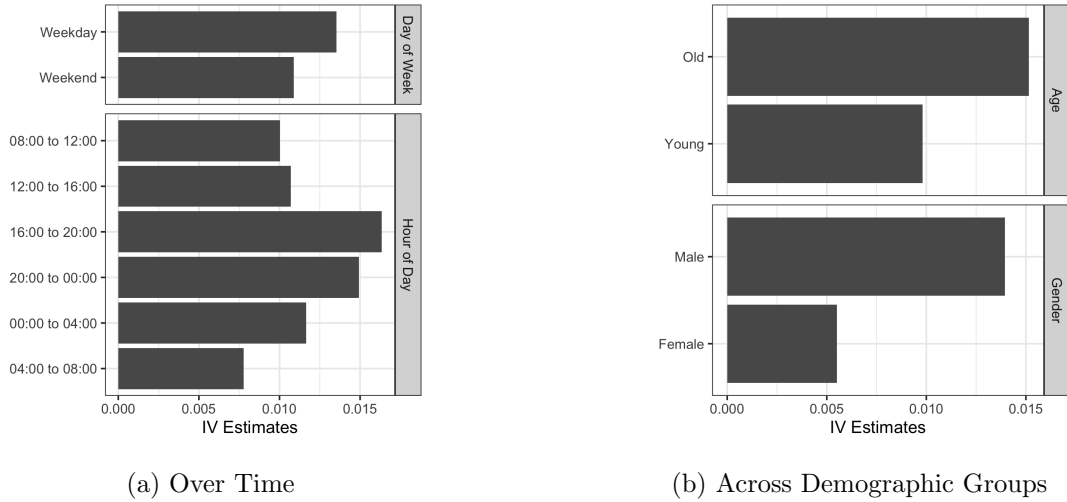 Weekday
Weekend
Day of Week
08:00 to 12:00
12:00 to 16:00
16:00 to 20:00
20:00 to 00:00
00:00 to 04:00
04:00 to 08:00
Hour of Day
0.000 0.005 0.010 0.015
IV Estimates
(a) Over Time
Old
Young
Age
Male
Female
Gender
0.000 0.005 0.010 0.015
IV Estimates
(b) Across Demographic Groups